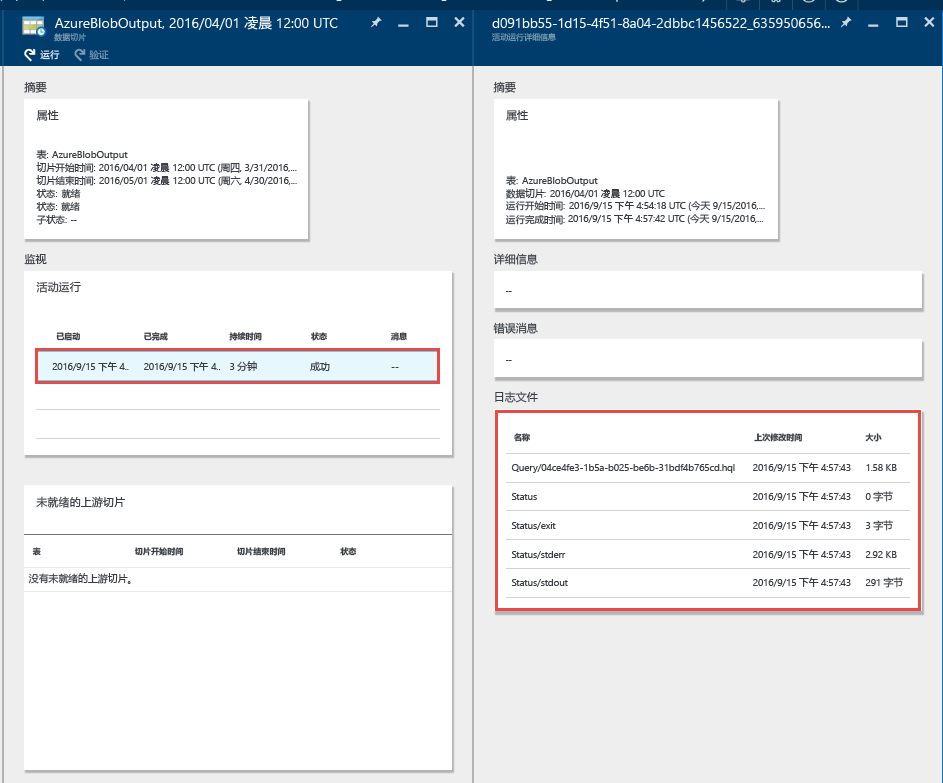 AzureBlobOutput, 2016/04/01 凌晨 12:00 UTC
数据切片
运行 验证
摘要
属性
表: AzureBlobOutput
切片开始时间: 2016/04/01 凌晨 12:00 UTC (周四, 3/31/2016,...
切片结束时间: 2016/05/01 凌晨 12:00 UTC (周六, 4/30/2016,...
状态: 就绪
状态: 就绪
子状态: --
监视
活动运行
已启动 已完成 持续时间 状态 消息
2016/9/15 下午 4.. 2016/9/15 下午 4.. 3 分钟 成功 --
未就绪的上游切片
表 切片开始时间 切片结束时间 状态
没有未就绪的上游切片。
d091bb55-1d15-4f51-8a04-2dbbc1456522_635950656...
活动运行详细信息
摘要
属性
表: AzureBlobOutput
数据切片: 2016/04/01 凌晨 12:00 UTC
运行开始时间: 2016/9/15 下午 4:54:18 UTC (今天 9/15/2016,...
运行完成时间: 2016/9/15 下午 4:57:42 UTC (今天 9/15/2016,...
详细信息
--
错误消息
--
日志文件
名称 上次修改时间 大小
Query/04ce4fe3-1b5a-b025-be6b-31bdf4b765cd.hql 2016/9/15 下午 4:57:43 1.58 KB
Status 2016/9/15 下午 4:57:43 0 字节
Status/exit 2016/9/15 下午 4:57:43 3 字节
Status/stderr 2016/9/15 下午 4:57:43 2.92 KB
Status/stdout 2016/9/15 下午 4:57:43 291 字节